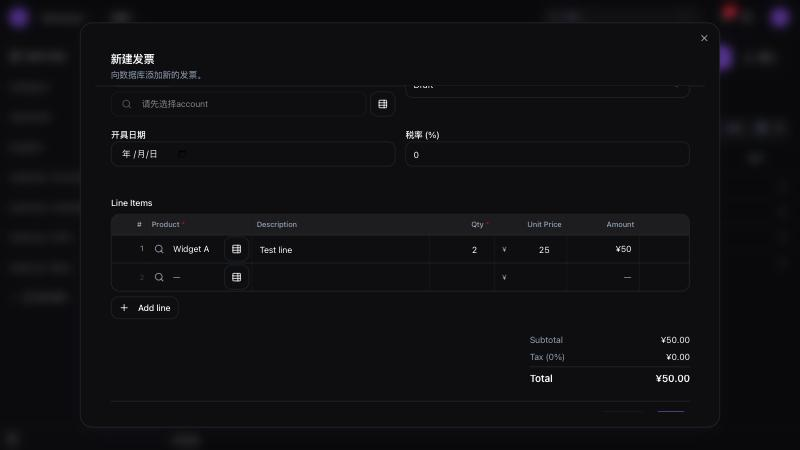 新建发票
向数据库添加新的发票。
Draft
请先选择account
开具日期 税率 (%)
年 /月/日 0
Line Items
# Product * Description Qty * Unit Price Amount
1 Widget A Test line 2 ¥ 25 ¥50
2 — ¥ —
+ Add line
Subtotal ¥50.00
Tax (0%) ¥0.00
Total ¥50.00